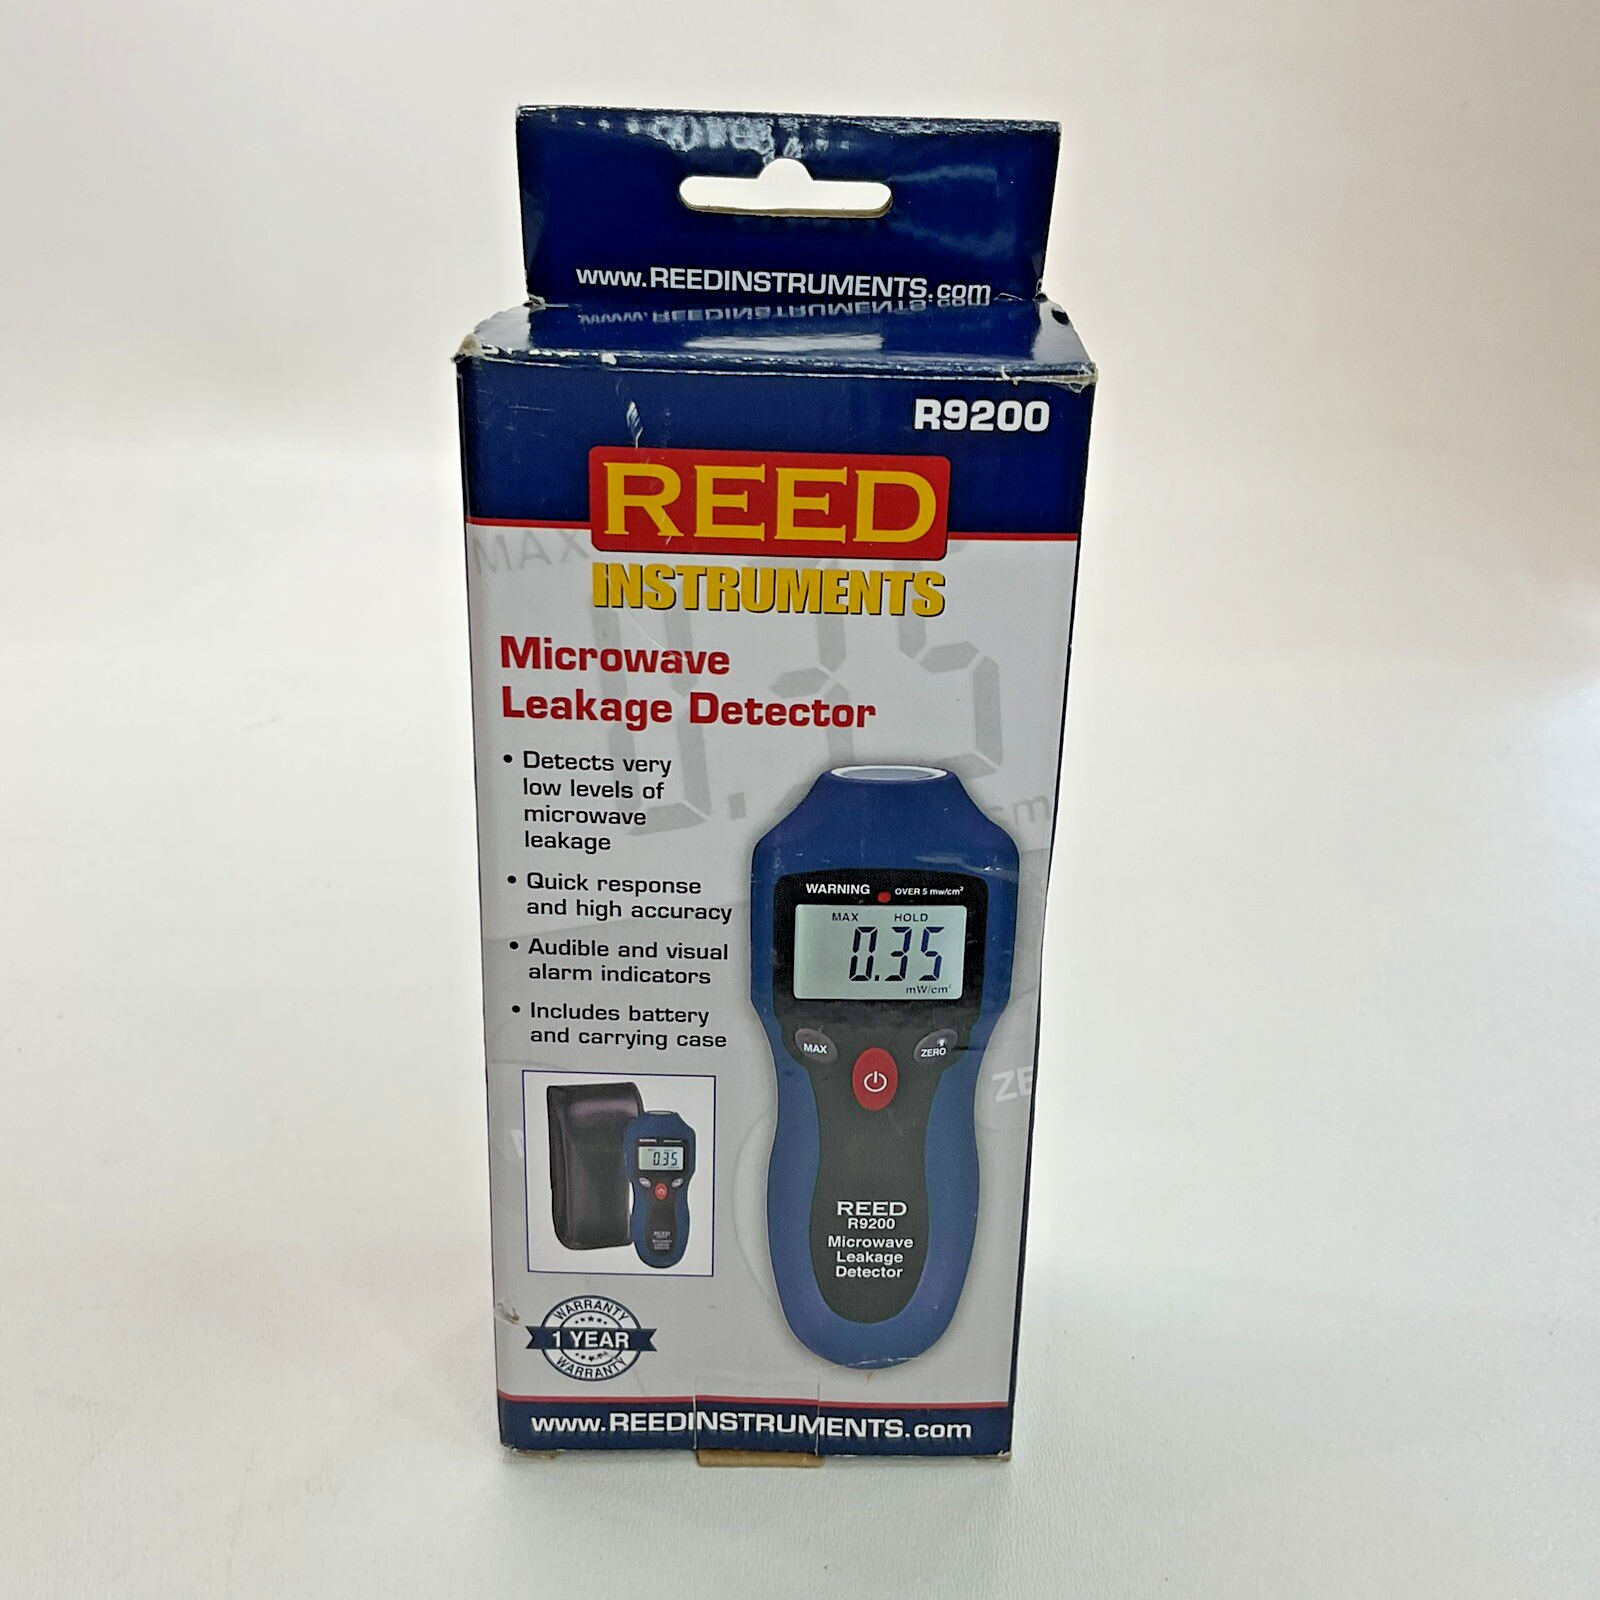 www.REEDINSTRUMENTS.com
R9200
REED
INSTRUMENTS
Microwave
Leakage Detector
• Detects very
low levels of
microwave
leakage
• Quick response
and high accuracy
• Audible and visual
alarm indicators
• Includes battery
and carrying case
WARNING OVER 5 mw/cm²
MAX HOLD
0.35
mW/cm²
MAX
ZERO
REED
R9200
Microwave
Leakage
Detector
0.35
WARRANTY
1 YEAR
WARRANTY
www.REEDINSTRUMENTS.com